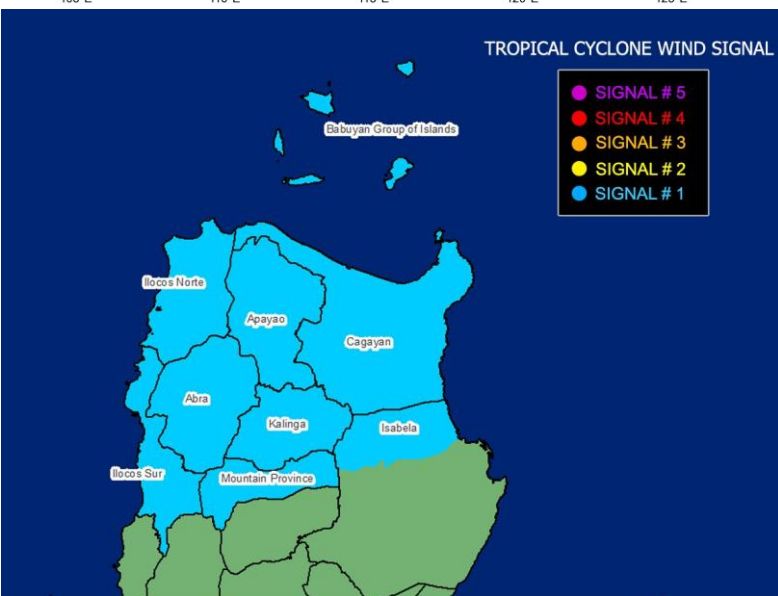 TROPICAL CYCLONE WIND SIGNAL
SIGNAL # 5
SIGNAL # 4
SIGNAL # 3
SIGNAL # 2
SIGNAL # 1
Babuyan Group of Islands
Ilocos Norte
Apayao
Cagayan
Abra
Kalinga
Isabela
Ilocos Sur
Mountain Province